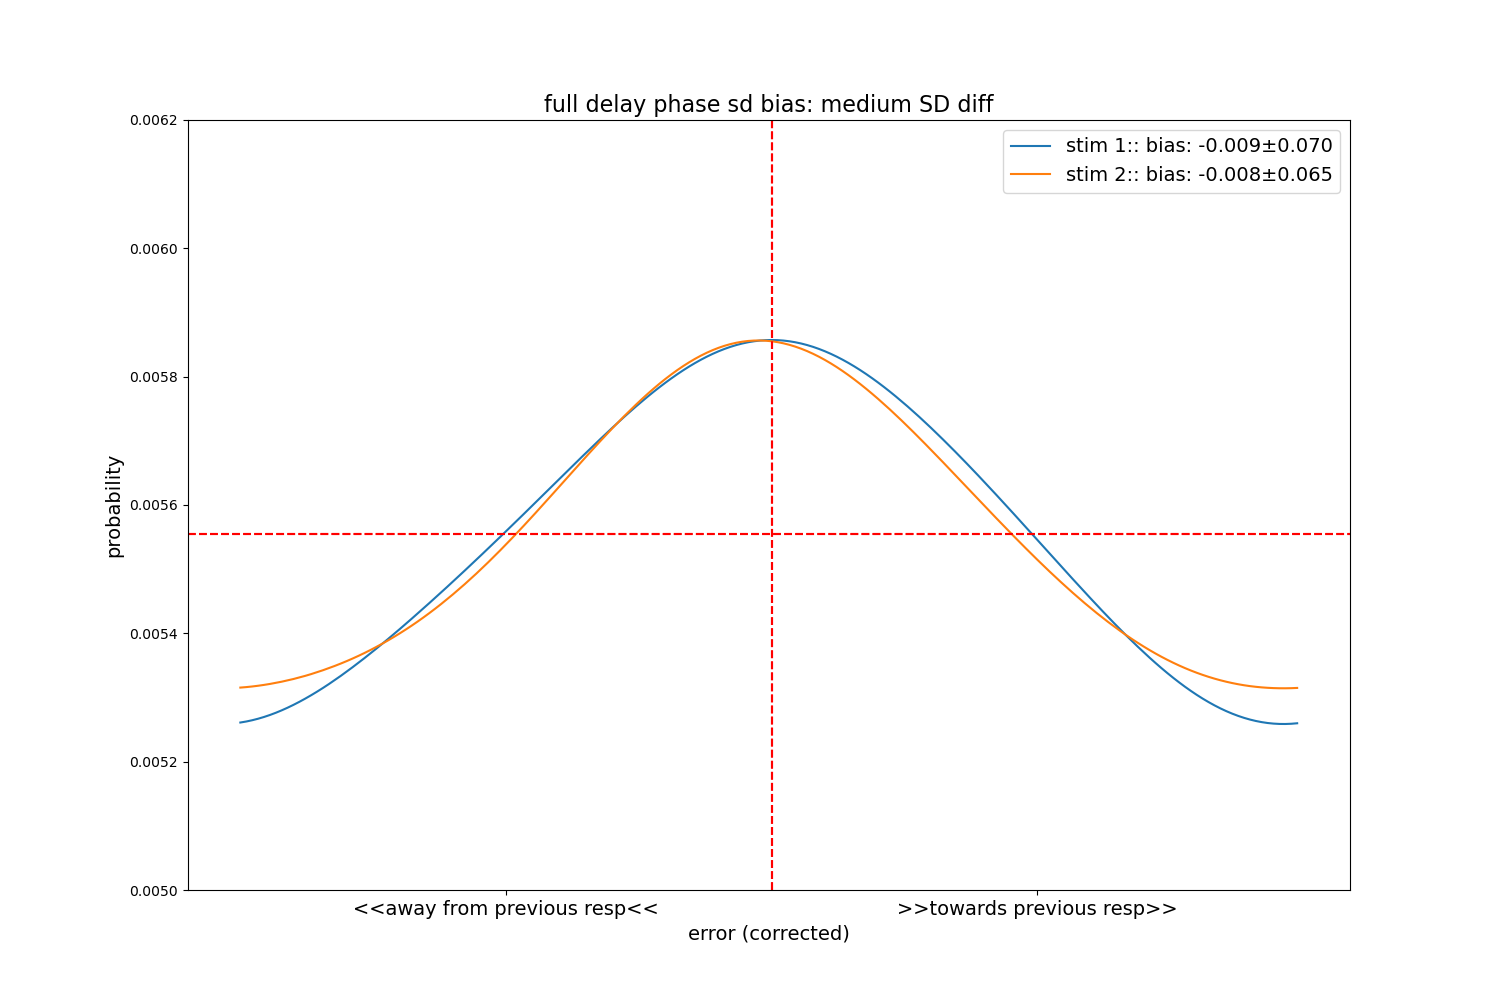 full delay phase sd bias: medium SD diff
stim 1:: bias: -0.009±0.070
stim 2:: bias: -0.008±0.065
0.0062
0.0060
0.0058
0.0056
0.0054
0.0052
0.0050
probability
<<away from previous resp<<
>>towards previous resp>>
error (corrected)